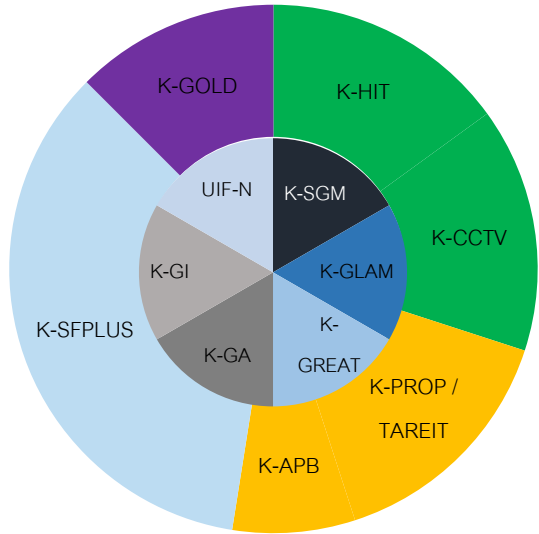 K-GOLD
K-HIT
UIF-N
K-SGM
K-CCTV
K-GI
K-GLAM
K-SFPLUS
K-
GREAT
K-GA
K-PROP /
TAREIT
K-APB